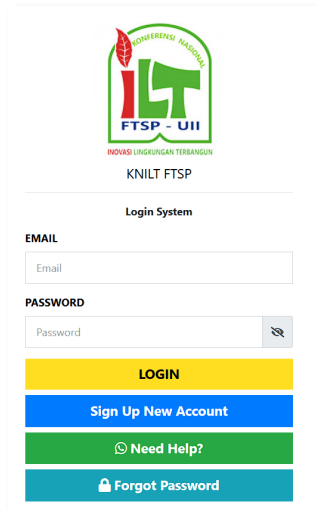 KONFERENSI NASIONAL
iLT
FTSP - UII
INOVASI LINGKUNGAN TERBANGUN
KNILT FTSP
Login System
EMAIL
Email
PASSWORD
Password
LOGIN
Sign Up New Account
Need Help?
Forgot Password